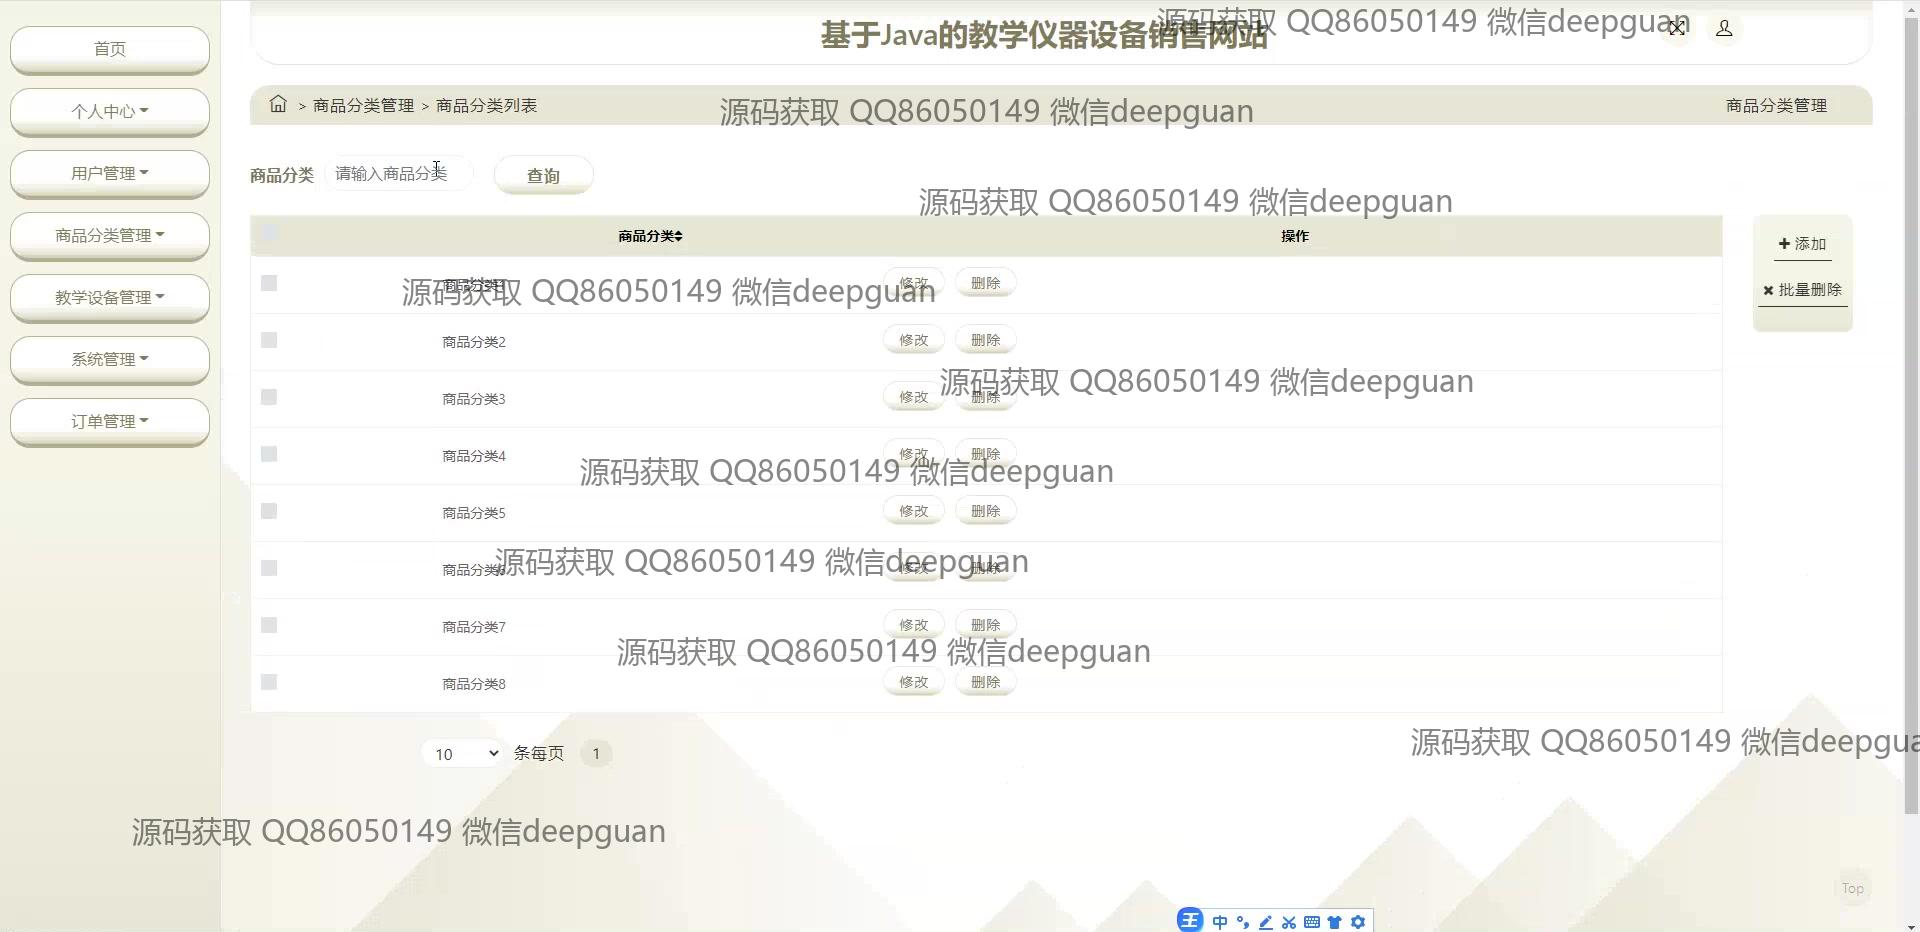 基于Java的教学仪器设备销售网站
源码获取 QQ86050149 微信deepguan
首页
个人中心
用户管理
商品分类管理
教学设备管理
系统管理
订单管理
> 商品分类管理 > 商品分类列表
商品分类管理
源码获取 QQ86050149 微信deepguan
商品分类 请输入商品分类 查询
源码获取 QQ86050149 微信deepguan
商品分类 操作
添加
批量删除
商品分类 修改 删除
源码获取 QQ86050149 微信deepguan
商品分类2 修改 删除
源码获取 QQ86050149 微信deepguan
商品分类3 修改 删除
商品分类4 修改 删除
源码获取 QQ86050149 微信deepguan
商品分类5 修改 删除
源码获取 QQ86050149 微信deepguan
商品分类6 修改 删除
商品分类7 修改 删除
源码获取 QQ86050149 微信deepguan
商品分类8 修改 删除
源码获取 QQ86050149 微信deepgua
10 条每页 1
源码获取 QQ86050149 微信deepguan
Top
王 中